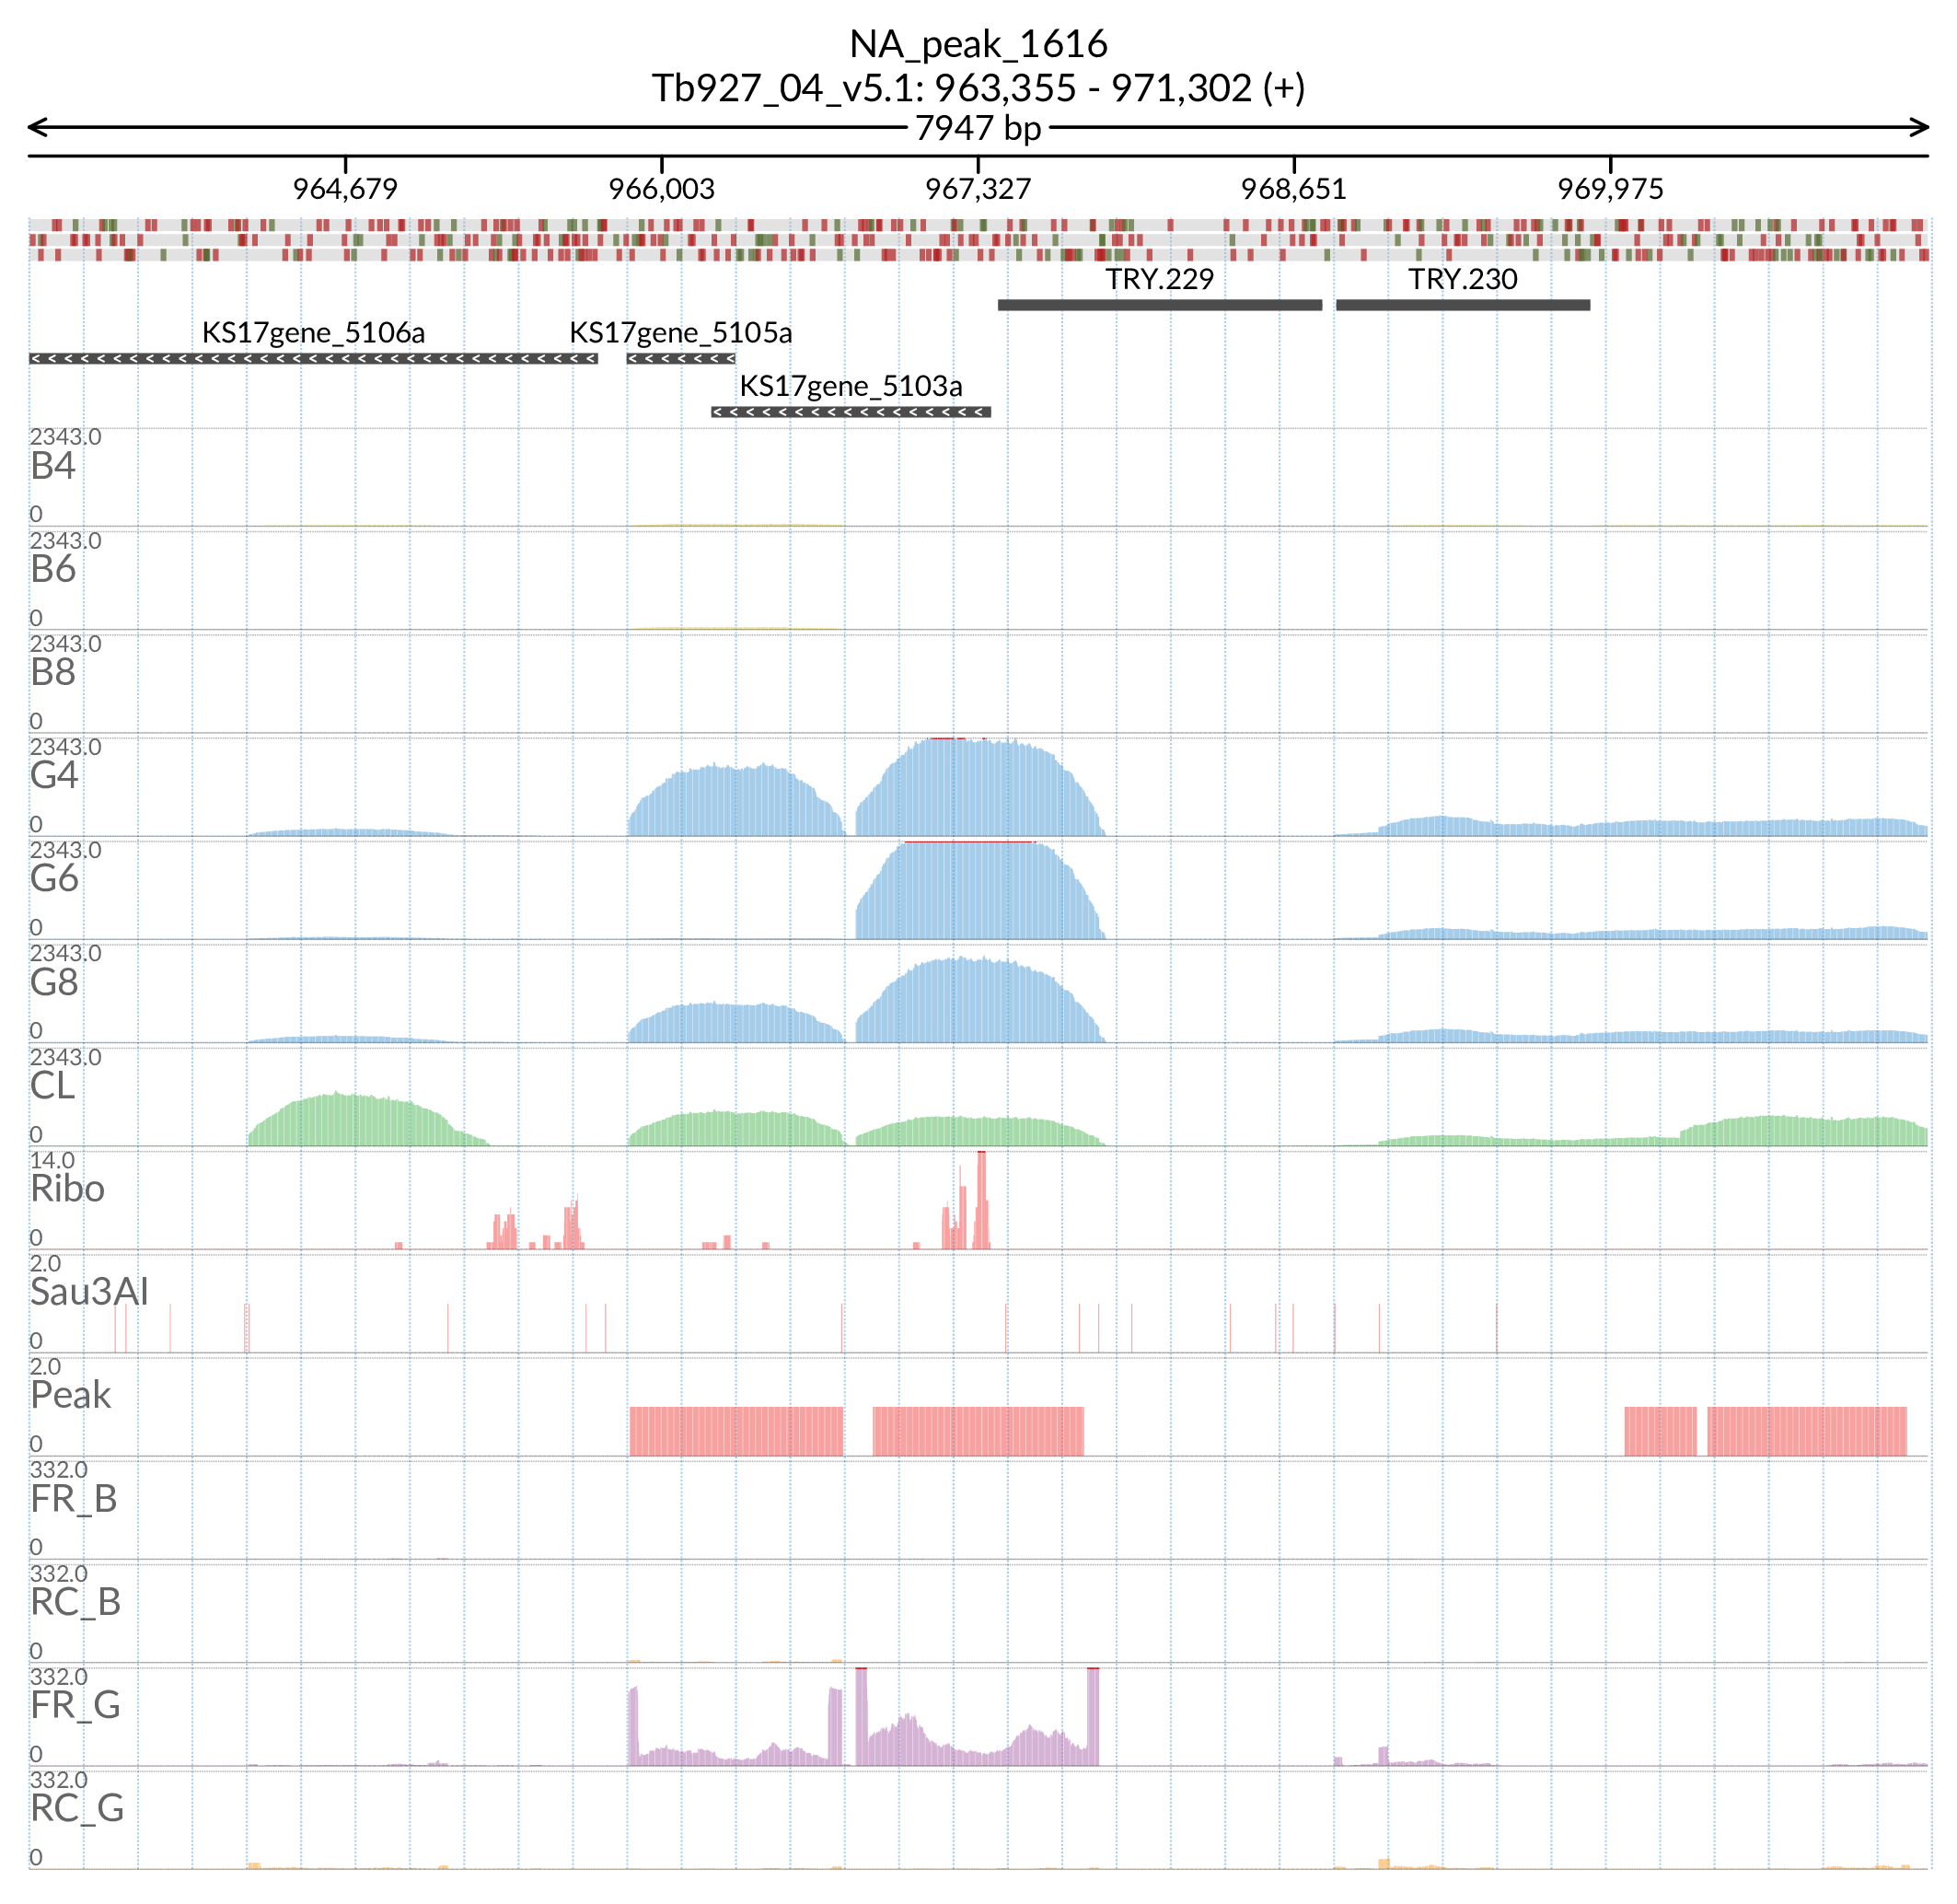 NA_peak_1616
Tb927_04_v5.1: 963,355 - 971,302 (+)
7947 bp
964,679 966,003 967,327 968,651 969,975
TRY.229 TRY.230
KS17gene_5106a KS17gene_5105a
KS17gene_5103a
2343.0
B4
0
2343.0
B6
0
2343.0
B8
0
2343.0
G4
0
2343.0
G6
0
2343.0
G8
0
2343.0
CL
0
14.0
Ribo
0
2.0
Sau3AI
0
2.0
Peak
0
332.0
FR_B
0
332.0
RC_B
0
332.0
FR_G
0
332.0
RC_G
0